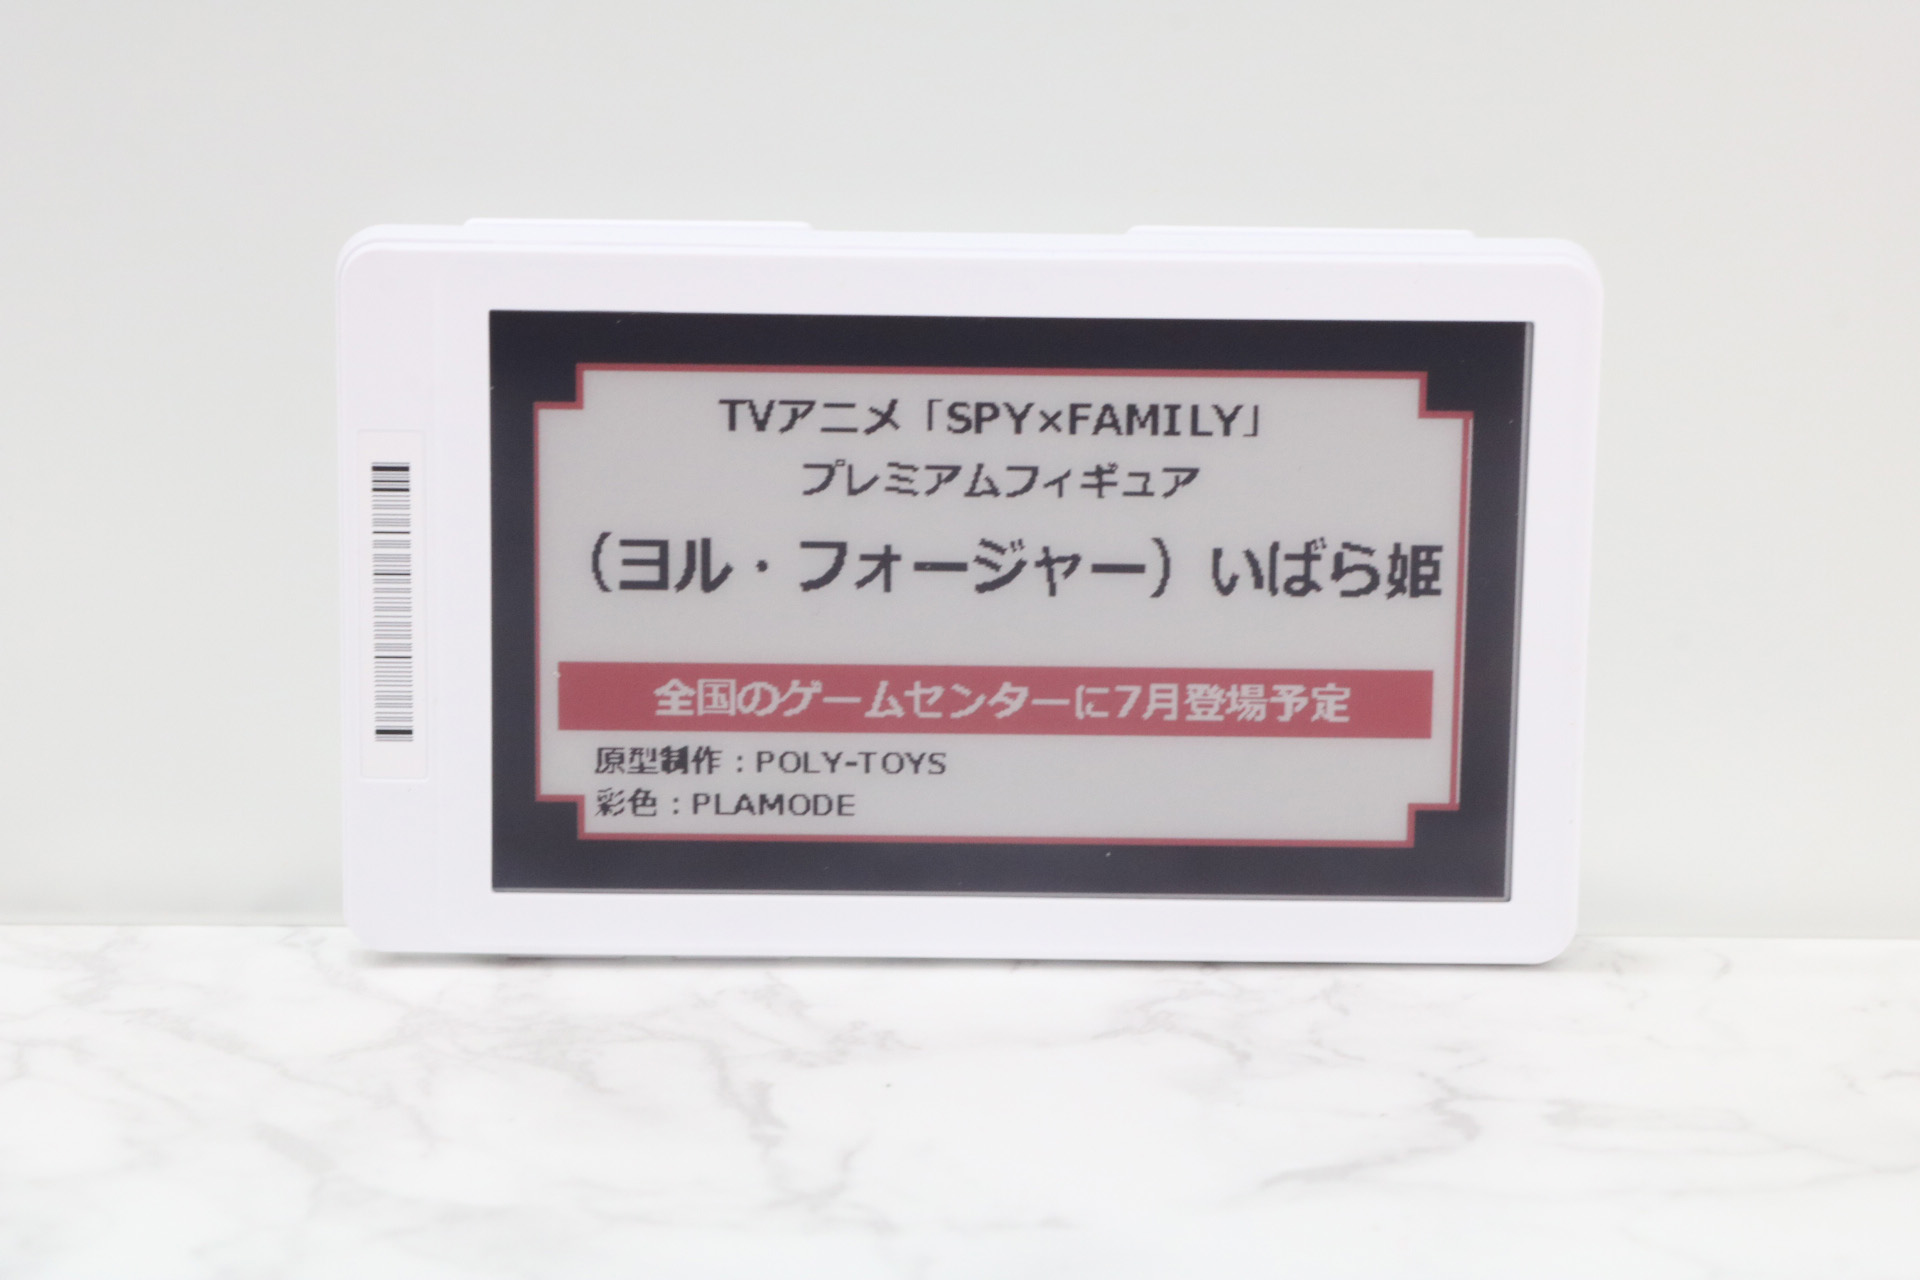 TVアニメ「SPY×FAMILY」
プレミアムフィギュア
（ヨル・フォージャー）いばら姫
全国のゲームセンターに7月登場予定
原型制作：POLY-TOYS
彩色：PLAMODE